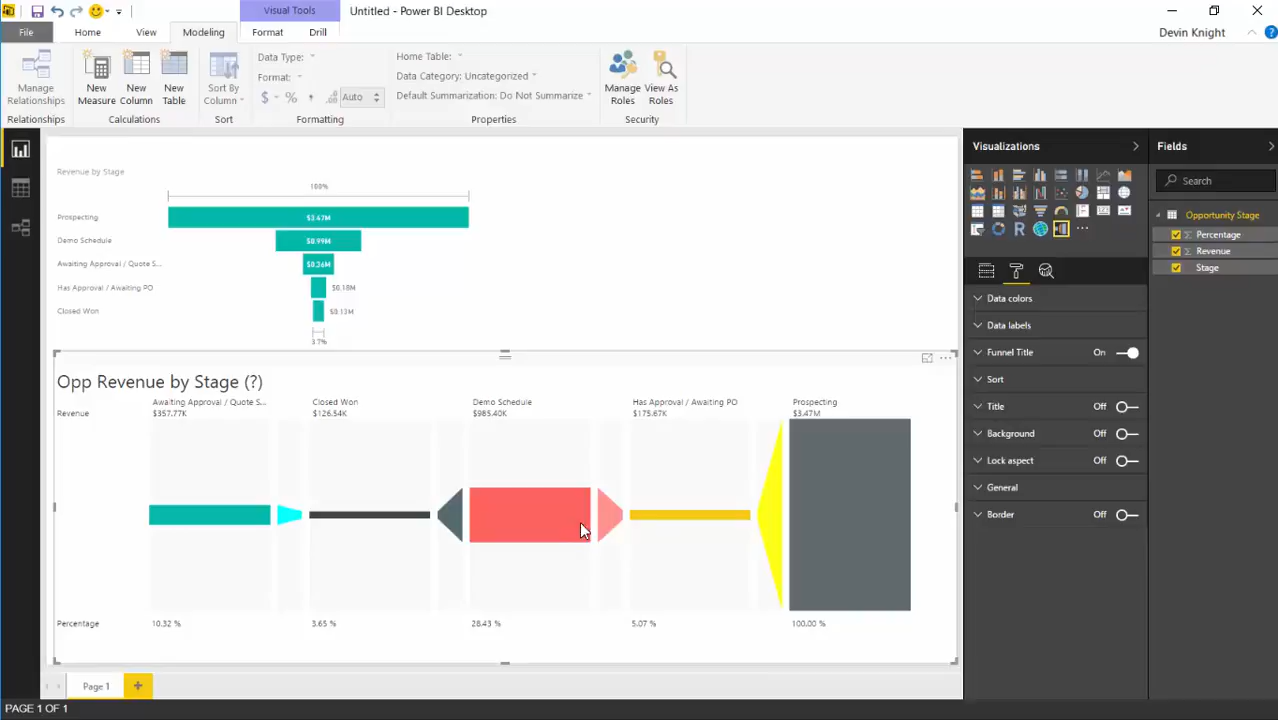 Visual Tools
Untitled - Power BI Desktop
File
Home
View
Modeling
Format
Drill
Devin Knight
Manage Relationships
New Measure
New Column
New Table
Sort By Column
Data Type:
Format:
$ % , .00 Auto
Home Table:
Data Category: Uncategorized
Default Summarization: Do Not Summarize
Manage Roles
View As Roles
Relationships
Calculations
Sort
Formatting
Properties
Security
Revenue by Stage
100%
Prospecting
$3.47M
Demo Schedule
$0.99M
Awaiting Approval / Quote S...
$0.36M
Has Approval / Awaiting PO
$0.18M
Closed Won
$0.13M
3.7%
Opp Revenue by Stage (?)
Awaiting Approval / Quote S...
Closed Won
Demo Schedule
Has Approval / Awaiting PO
Prospecting
Revenue
$357.77K
$126.54K
$985.40K
$175.67K
$3.47M
Percentage
10.32 %
3.65 %
28.43 %
5.07 %
100.00 %
Page 1
PAGE 1 OF 1
Visualizations
R
Data colors
Data labels
Funnel Title On
Sort
Title Off
Background Off
Lock aspect Off
General
Border Off
Fields
Search
Opportunity Stage
Σ Percentage
Σ Revenue
Stage